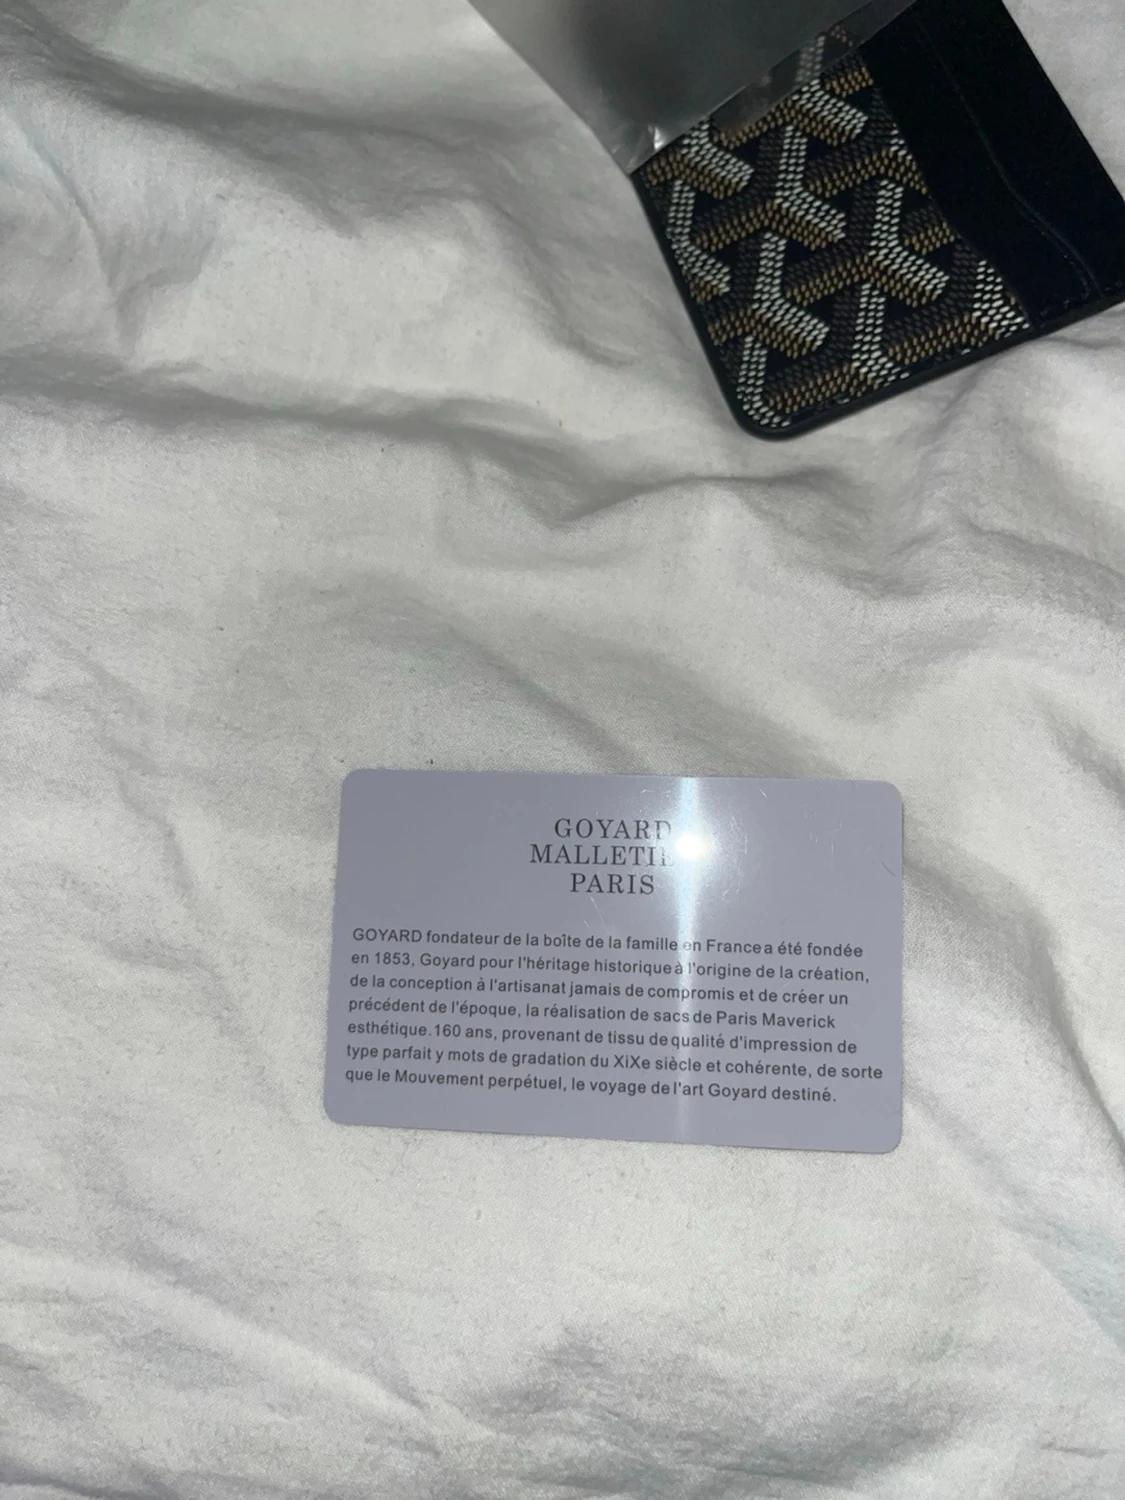 GOYARD
PARIS
GOYARD fondateur de la boîte de la famille en France a été fondée
en 1853, Goyard pour l'héritage historique à l'origine de la création,
de la conception à l'artisanat jamais de compromis et de créer un
précédent de l'époque, la réalisation de sacs de Paris Maverick
esthétique.160 ans, provenant de tissu de qualité d'impression de
type parfait y mots de gradation du XiXe siècle et cohérente, de sorte
que le Mouvement perpétuel, le voyage de l'art Goyard destiné.